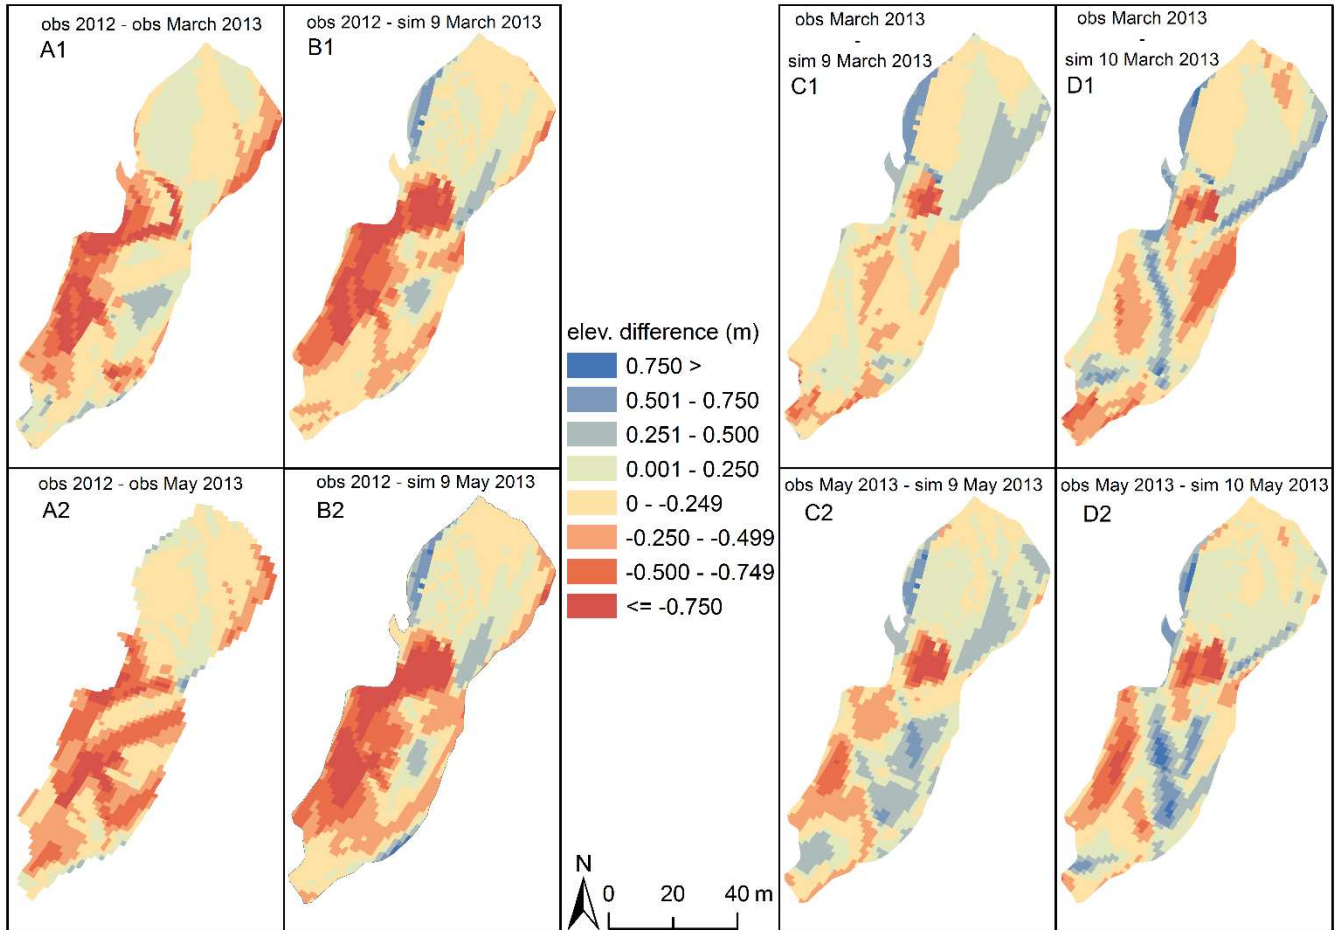 obs 2012 - obs March 2013
A1
obs 2012 - sim 9 March 2013
B1
obs March 2013
-
sim 9 March 2013
C1
obs March 2013
-
sim 10 March 2013
D1
elev. difference (m)
0.750 >
0.501 - 0.750
0.251 - 0.500
0.001 - 0.250
0 - -0.249
-0.250 - -0.499
-0.500 - -0.749
<= -0.750
obs 2012 - obs May 2013
A2
obs 2012 - sim 9 May 2013
B2
obs May 2013 - sim 9 May 2013
C2
obs May 2013 - sim 10 May 2013
D2
N
0 20 40 m